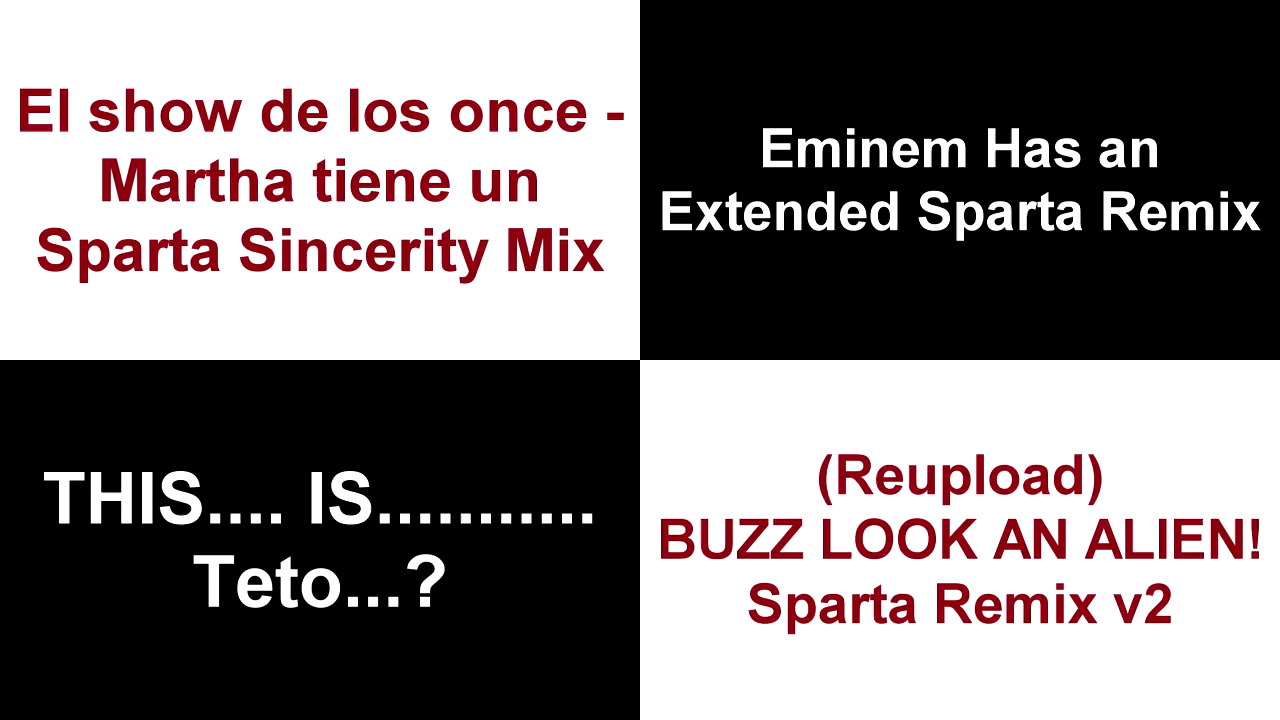 El show de los once -
Martha tiene un
Sparta Sincerity Mix
Eminem Has an
Extended Sparta Remix
THIS.... IS...........
Teto...?
(Reupload)
BUZZ LOOK AN ALIEN!
Sparta Remix v2